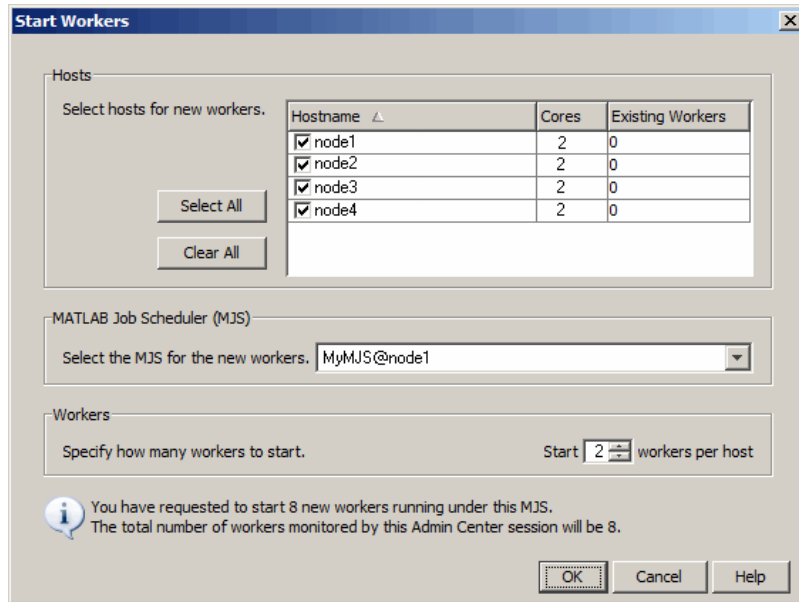 Start Workers
Hosts
Select hosts for new workers.
Hostname Cores Existing Workers
node1 2 0
node2 2 0
node3 2 0
node4 2 0
Select All
Clear All
MATLAB Job Scheduler (MJS)
Select the MJS for the new workers. MyMJS@node1
Workers
Specify how many workers to start. Start 2 workers per host
You have requested to start 8 new workers running under this MJS.
The total number of workers monitored by this Admin Center session will be 8.
OK Cancel Help